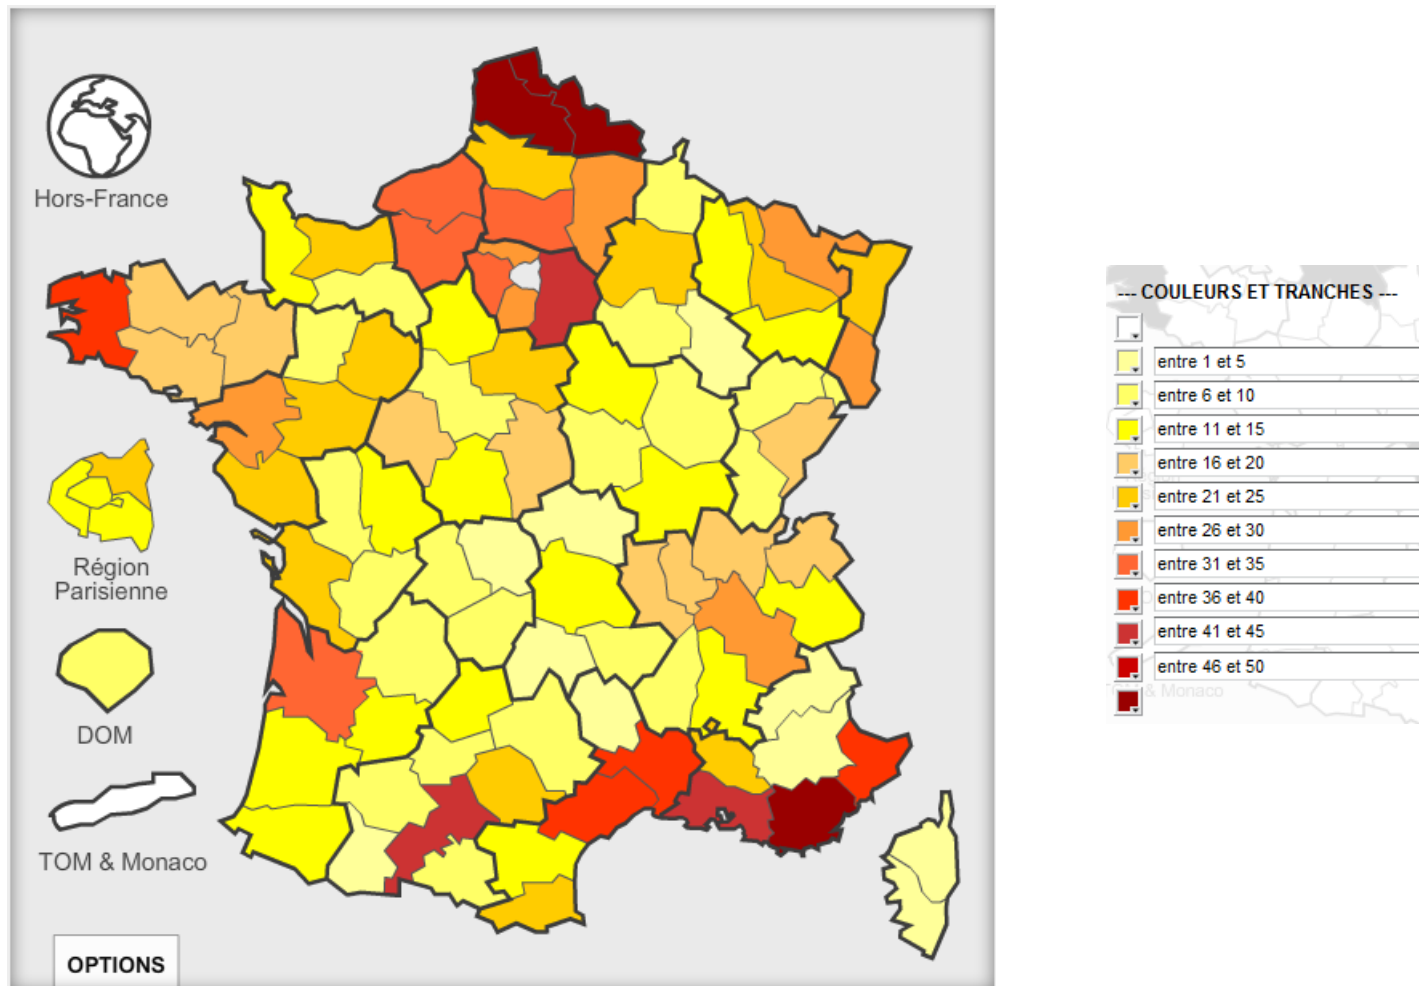 Hors-France
Région
Parisienne
DOM
TOM & Monaco
OPTIONS
--- COULEURS ET TRANCHES ---
entre 1 et 5
entre 6 et 10
entre 11 et 15
entre 16 et 20
entre 21 et 25
entre 26 et 30
entre 31 et 35
entre 36 et 40
entre 41 et 45
entre 46 et 50
& Monaco